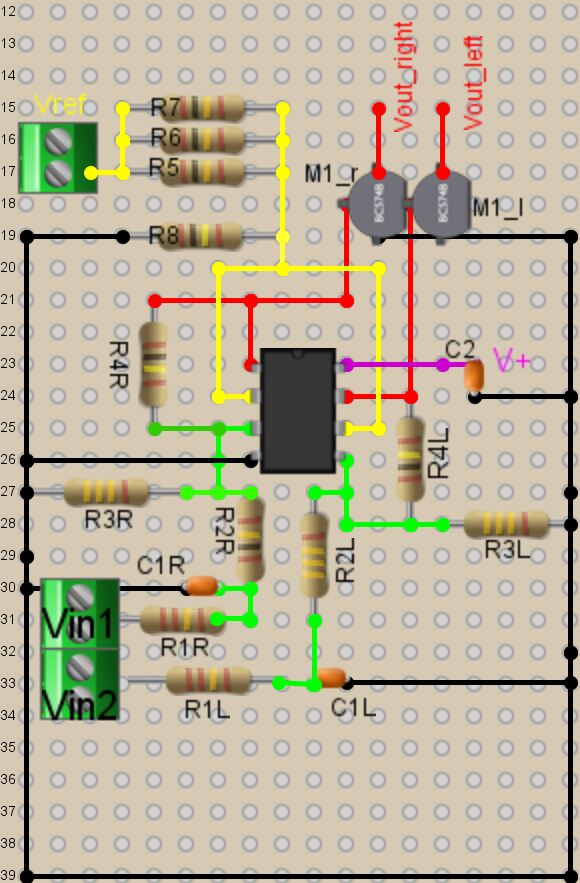 12
13
14
Vout_right
Vout_left
Vref
15
R7
16
R6
17
R5
M1_r
BC574B
BC574B
M1_l
18
19
R8
20
21
22
R4R
C2
V+
23
24
25
R4L
26
27
R3R
R2R
28
R2L
R3L
29
C1R
30
Vin1
31
R1R
32
33
Vin2
R1L
C1L
34
35
36
37
38
39